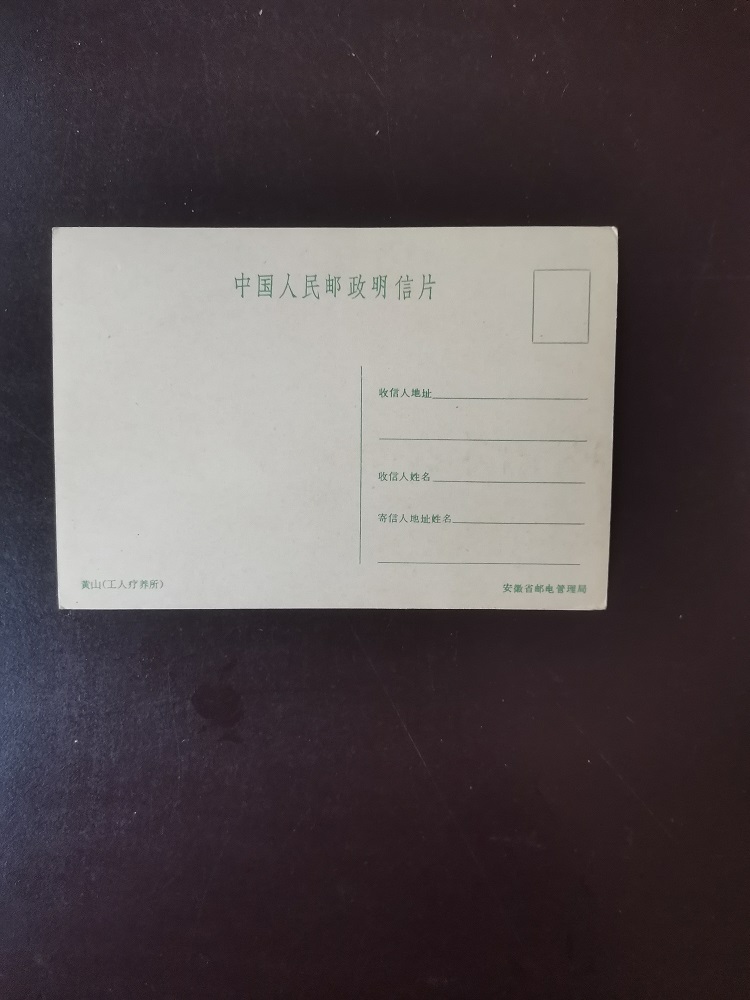 中国人民邮政明信片
收信人地址
收信人姓名
寄信人地址姓名
黄山(工人疗养所)
安徽省邮电管理局